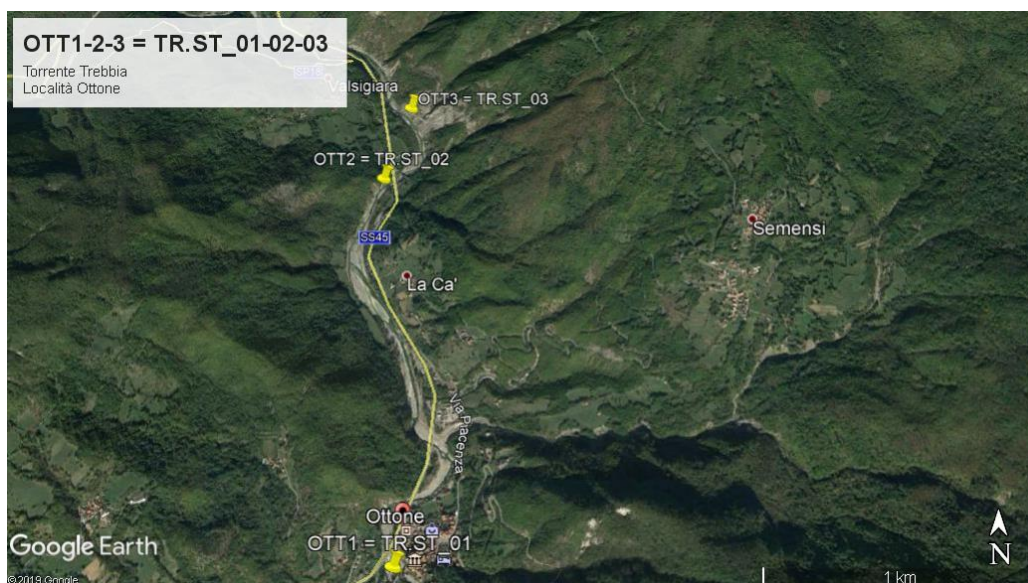 OTT1-2-3 = TR.ST_01-02-03
Torrente Trebbia
Località Ottone
Valsigiara
OTT3 = TR.ST_03
OTT2 = TR.ST_02
SS45
Semensi
La Ca'
Via Piacenza
Ottone
OTT1 = TR.ST_01
Google Earth
©2019 Google
1 km
N